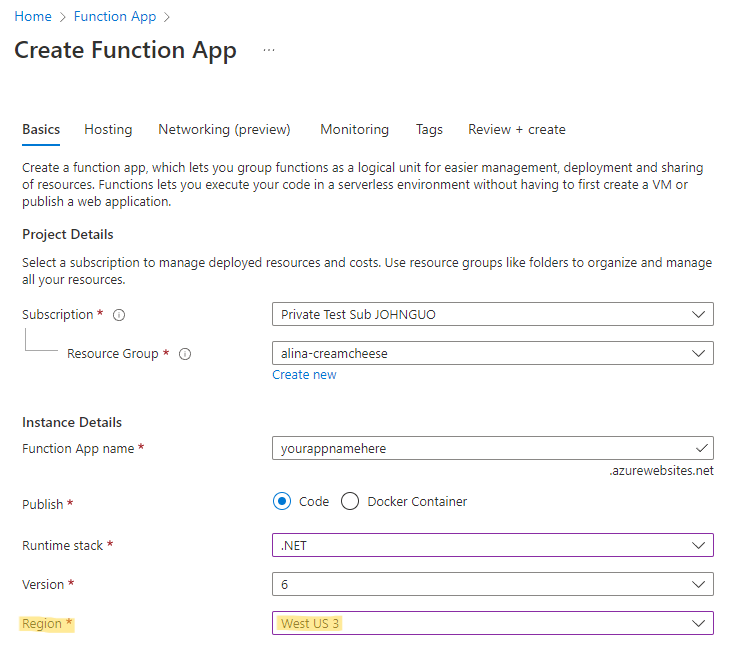 Home > Function App >
Create Function App ...
Basics Hosting Networking (preview) Monitoring Tags Review + create
Create a function app, which lets you group functions as a logical unit for easier management, deployment and sharing
of resources. Functions lets you execute your code in a serverless environment without having to first create a VM or
publish a web application.
Project Details
Select a subscription to manage deployed resources and costs. Use resource groups like folders to organize and manage
all your resources.
Subscription * Private Test Sub JOHNGUO
Resource Group * alina-creamcheese
Create new
Instance Details
Function App name * yourappnamehere
.azurewebsites.net
Publish * Code Docker Container
Runtime stack * .NET
Version * 6
Region * West US 3